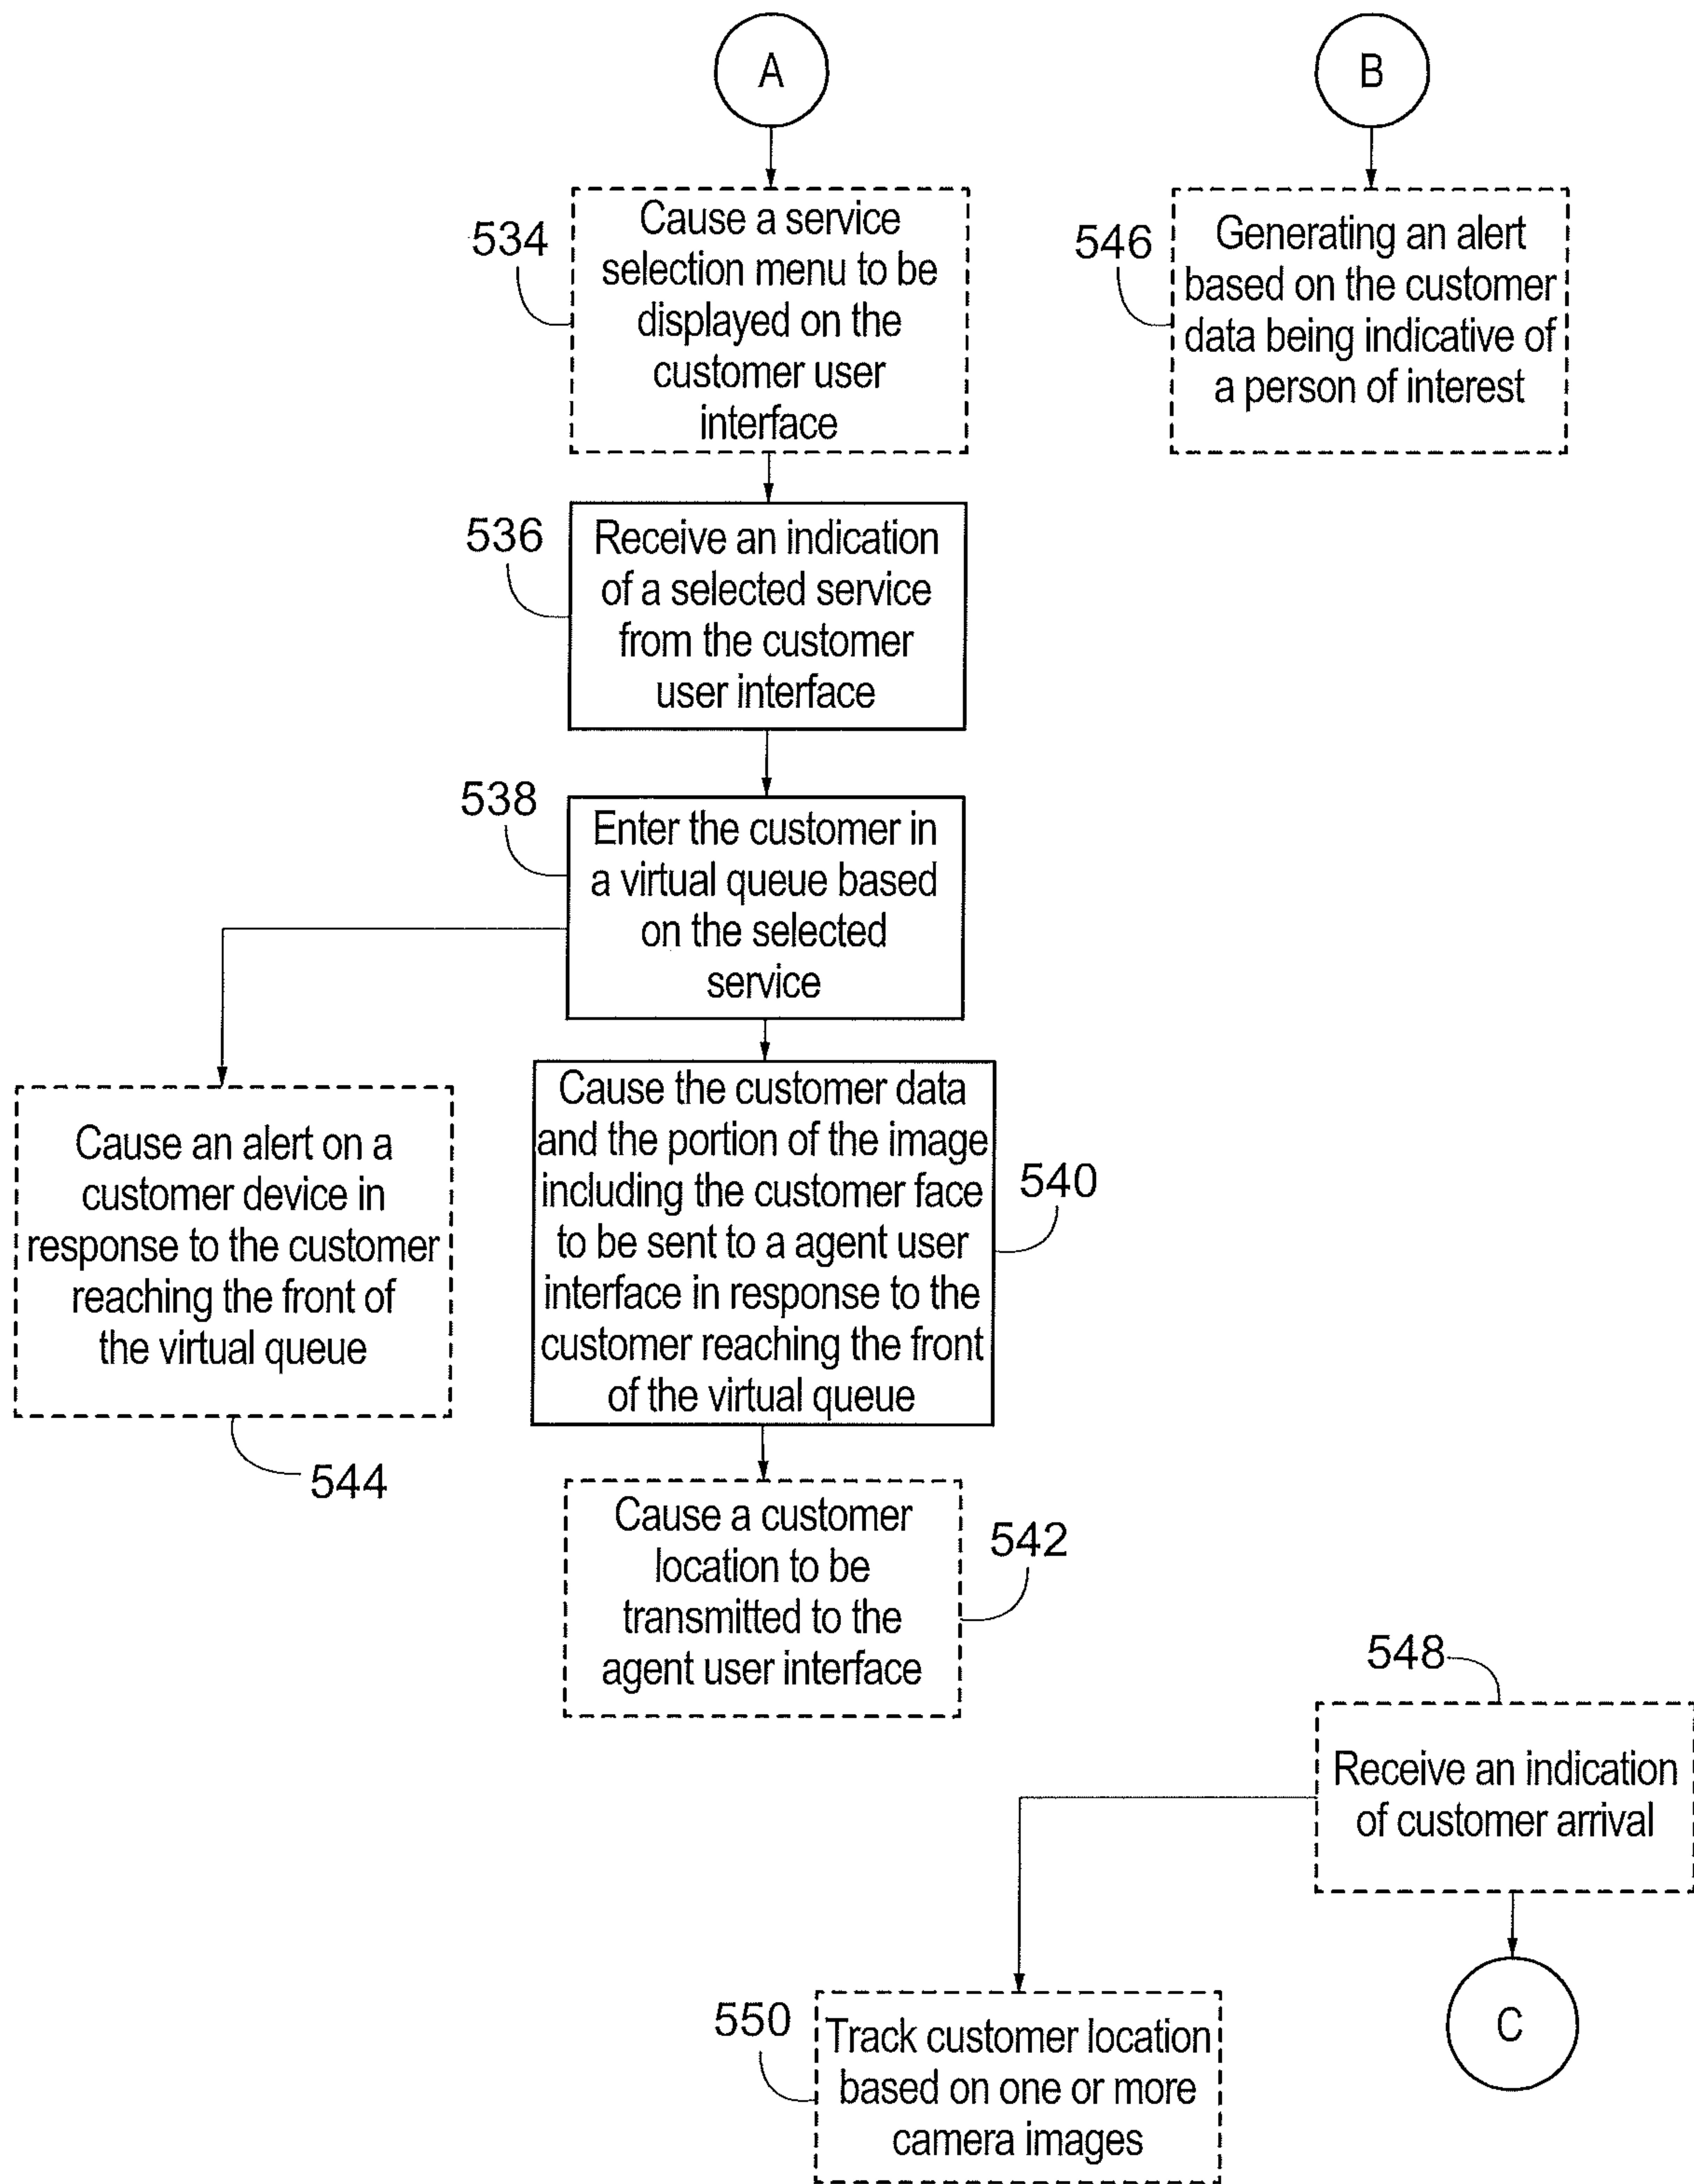 A
B
534
Cause a service
selection menu to be
displayed on the
customer user
interface
546
Generating an alert
based on the customer
data being indicative of
a person of interest
536
Receive an indication
of a selected service
from the customer
user interface
538
Enter the customer in
a virtual queue based
on the selected
service
Cause an alert on a
customer device in
response to the customer
reaching the front of
the virtual queue
544
Cause the customer data
and the portion of the image
including the customer face
to be sent to a agent user
interface in response to the
customer reaching the front
of the virtual queue
540
Cause a customer
location to be
transmitted to the
agent user interface
542
548
Receive an indication
of customer arrival
550
Track customer location
based on one or more
camera images
C